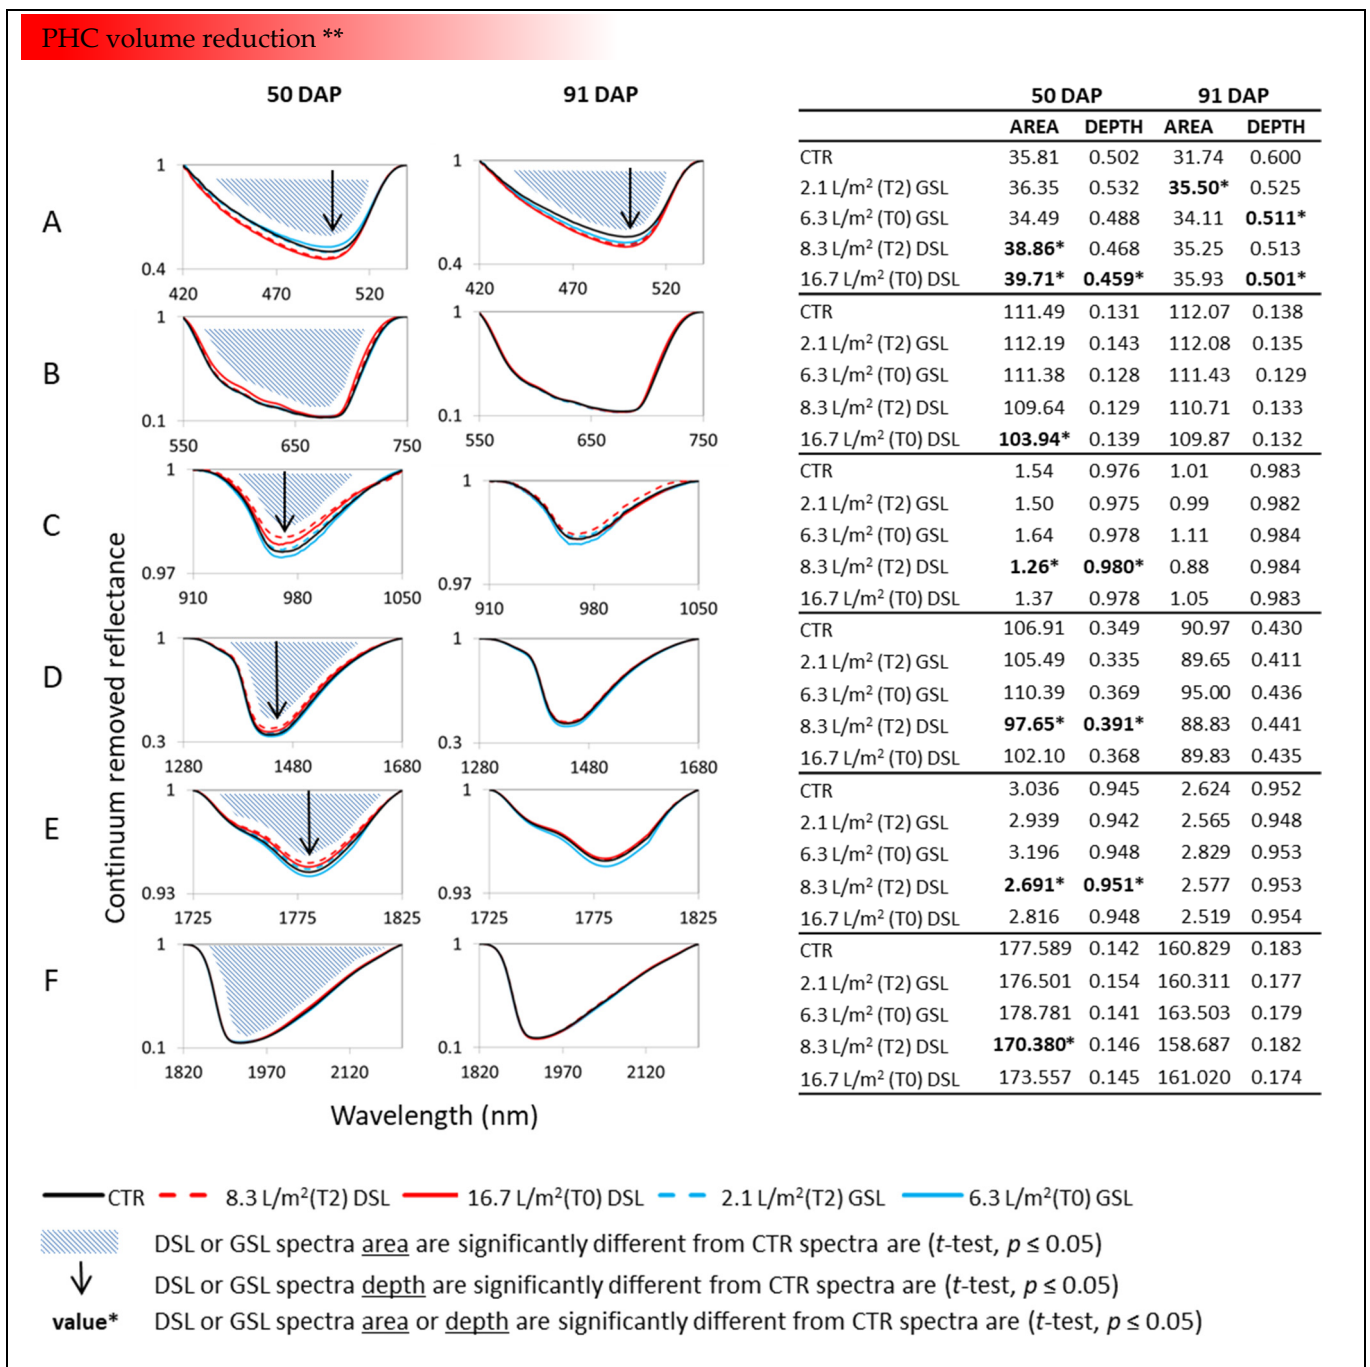 PHC volume reduction **
50 DAP 91 DAP
A
1
0.4
420 470 520
1
0.4
420 470 520
B
1
0.1
550 650 750
1
0.1
550 650 750
C
1
0.97
910 980 1050
1
0.97
910 980 1050
D
1
0.3
1280 1480 1680
1
0.3
1280 1480 1680
E
1
0.93
1725 1775 1825
1
0.93
1725 1775 1825
F
1
0.1
1820 1970 2120
1
0.1
1820 1970 2120
Continuum removed reflectance
Wavelength (nm)
50 DAP 91 DAP
AREA DEPTH AREA DEPTH
CTR 35.81 0.502 31.74 0.600
2.1 L/m² (T2) GSL 36.35 0.532 35.50* 0.525
6.3 L/m² (T0) GSL 34.49 0.488 34.11 0.511*
8.3 L/m² (T2) DSL 38.86* 0.468 35.25 0.513
16.7 L/m² (T0) DSL 39.71* 0.459* 35.93 0.501*
CTR 111.49 0.131 112.07 0.138
2.1 L/m² (T2) GSL 112.19 0.143 112.08 0.135
6.3 L/m² (T0) GSL 111.38 0.128 111.43 0.129
8.3 L/m² (T2) DSL 109.64 0.129 110.71 0.133
16.7 L/m² (T0) DSL 103.94* 0.139 109.87 0.132
CTR 1.54 0.976 1.01 0.983
2.1 L/m² (T2) GSL 1.50 0.975 0.99 0.982
6.3 L/m² (T0) GSL 1.64 0.978 1.11 0.984
8.3 L/m² (T2) DSL 1.26* 0.980* 0.88 0.984
16.7 L/m² (T0) DSL 1.37 0.978 1.05 0.983
CTR 106.91 0.349 90.97 0.430
2.1 L/m² (T2) GSL 105.49 0.335 89.65 0.411
6.3 L/m² (T0) GSL 110.39 0.369 95.00 0.436
8.3 L/m² (T2) DSL 97.65* 0.391* 88.83 0.441
16.7 L/m² (T0) DSL 102.10 0.368 89.83 0.435
CTR 3.036 0.945 2.624 0.952
2.1 L/m² (T2) GSL 2.939 0.942 2.565 0.948
6.3 L/m² (T0) GSL 3.196 0.948 2.829 0.953
8.3 L/m² (T2) DSL 2.691* 0.951* 2.577 0.953
16.7 L/m² (T0) DSL 2.816 0.948 2.519 0.954
CTR 177.589 0.142 160.829 0.183
2.1 L/m² (T2) GSL 176.501 0.154 160.311 0.177
6.3 L/m² (T0) GSL 178.781 0.141 163.503 0.179
8.3 L/m² (T2) DSL 170.380* 0.146 158.687 0.182
16.7 L/m² (T0) DSL 173.557 0.145 161.020 0.174
CTR 8.3 L/m²(T2) DSL 16.7 L/m²(T0) DSL 2.1 L/m²(T2) GSL 6.3 L/m²(T0) GSL
DSL or GSL spectra area are significantly different from CTR spectra are (t-test, p ≤ 0.05)
DSL or GSL spectra depth are significantly different from CTR spectra are (t-test, p ≤ 0.05)
value* DSL or GSL spectra area or depth are significantly different from CTR spectra are (t-test, p ≤ 0.05)